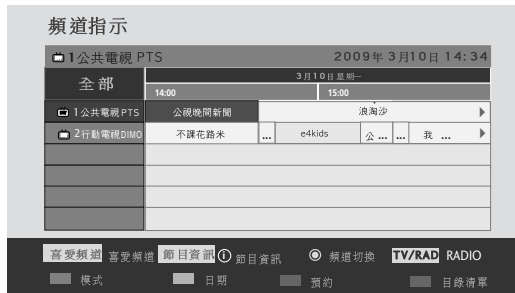 頻道指示
1公共電視 PTS 2009年3月10日 14:34
全部 3月10日星期一
14:00 15:00
1公共電視PTS 公視晚間新聞 浪淘沙
2行動電視DIMO 不課花路米 ... e4kids 公 ... ... 我 ...
喜愛頻道 喜愛頻道 節目資訊 節目資訊 頻道切換 TV/RAD RADIO
模式 日期 預約 目錄清單